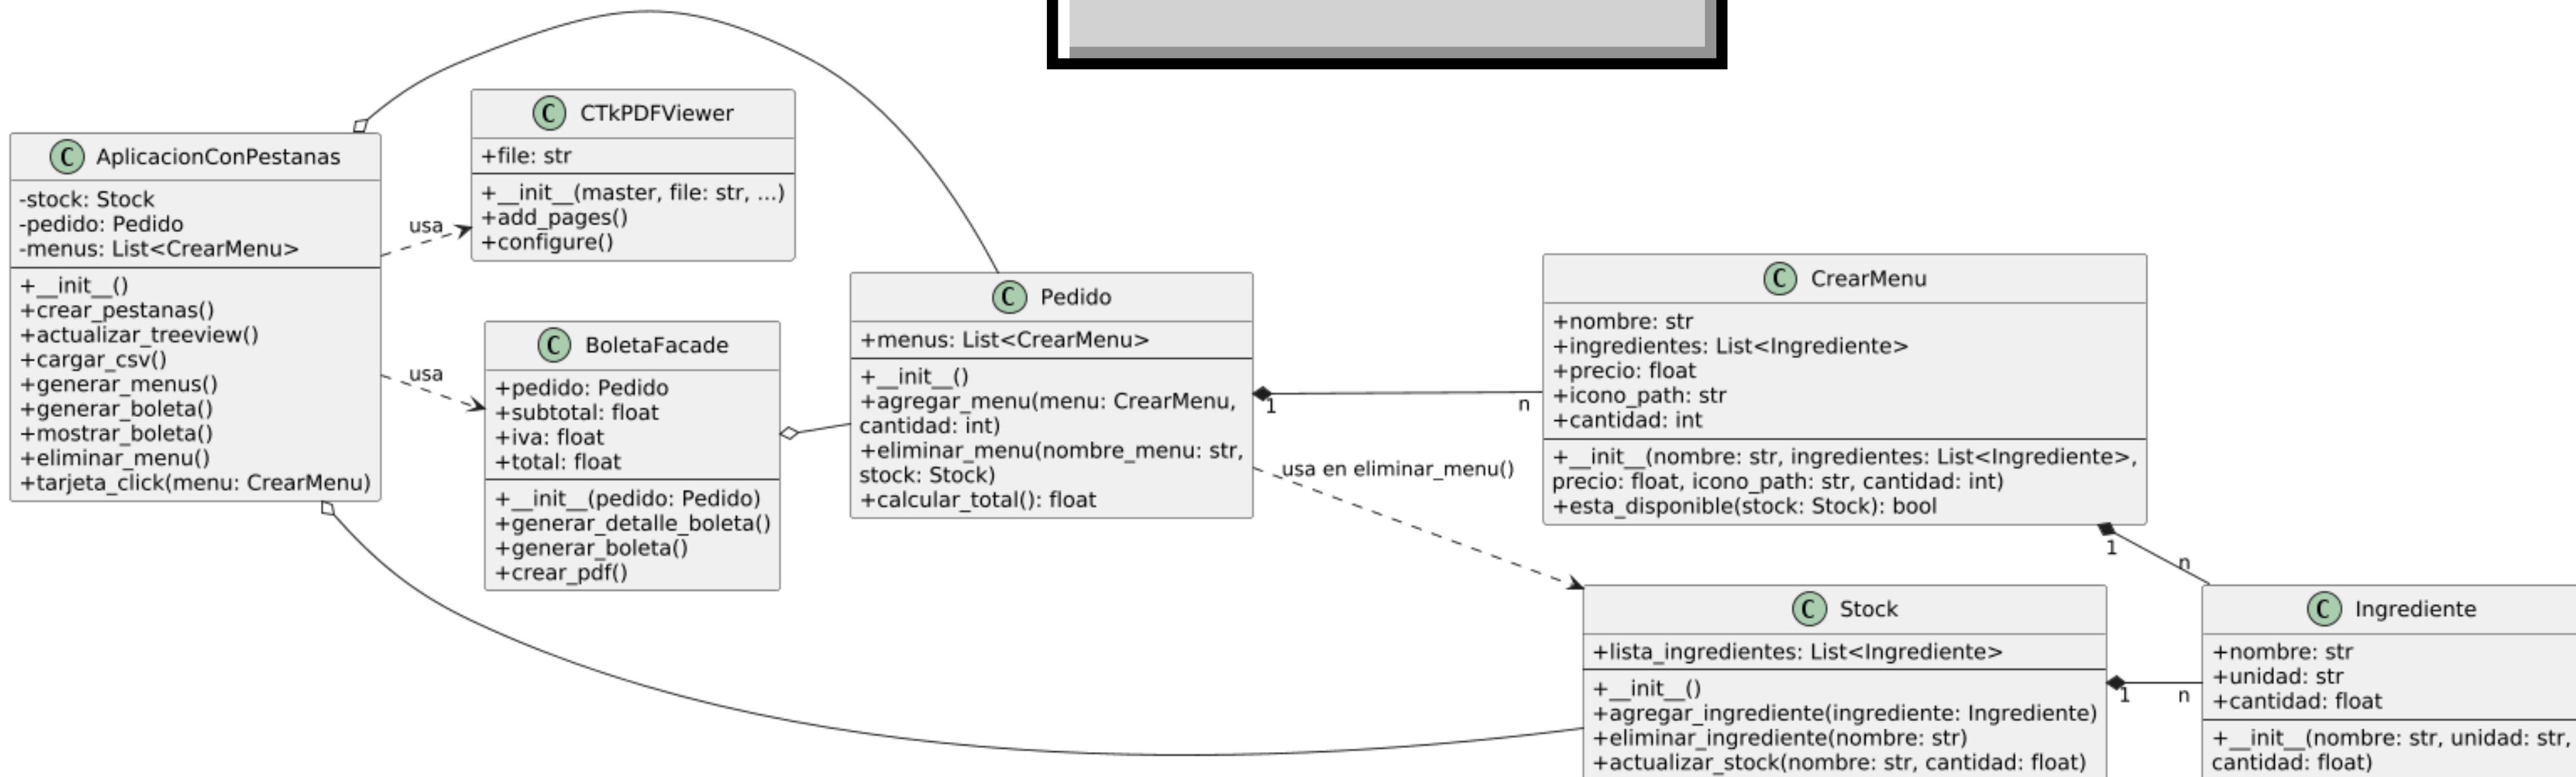 C AplicacionConPestanas
-stock: Stock
-pedido: Pedido
-menus: List<CrearMenu>
+__init__()
+crear_pestanas()
+actualizar_treeview()
+cargar_csv()
+generar_menus()
+generar_boleta()
+mostrar_boleta()
+eliminar_menu()
+tarjeta_click(menu: CrearMenu)
usa
usa
C CTkPDFViewer
+file: str
+__init__(master, file: str, ...)
+add_pages()
+configure()
C BoletaFacade
+pedido: Pedido
+subtotal: float
+iva: float
+total: float
+__init__(pedido: Pedido)
+generar_detalle_boleta()
+generar_boleta()
+crear_pdf()
C Pedido
+menus: List<CrearMenu>
+__init__()
+agregar_menu(menu: CrearMenu,
cantidad: int)
+eliminar_menu(nombre_menu: str,
stock: Stock)
+calcular_total(): float
1
n
usa en eliminar_menu()
C CrearMenu
+nombre: str
+ingredientes: List<Ingrediente>
+precio: float
+icono_path: str
+cantidad: int
+__init__(nombre: str, ingredientes: List<Ingrediente>,
precio: float, icono_path: str, cantidad: int)
+esta_disponible(stock: Stock): bool
1
n
C Stock
+lista_ingredientes: List<Ingrediente>
+__init__()
+agregar_ingrediente(ingrediente: Ingrediente)
+eliminar_ingrediente(nombre: str)
+actualizar_stock(nombre: str, cantidad: float)
1
n
C Ingrediente
+nombre: str
+unidad: str
+cantidad: float
+__init__(nombre: str, unidad: str,
cantidad: float)